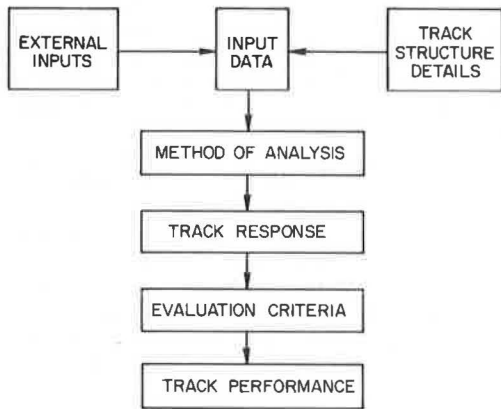 EXTERNAL
INPUTS
INPUT
DATA
TRACK
STRUCTURE
DETAILS
METHOD OF ANALYSIS
TRACK RESPONSE
EVALUATION CRITERIA
TRACK PERFORMANCE